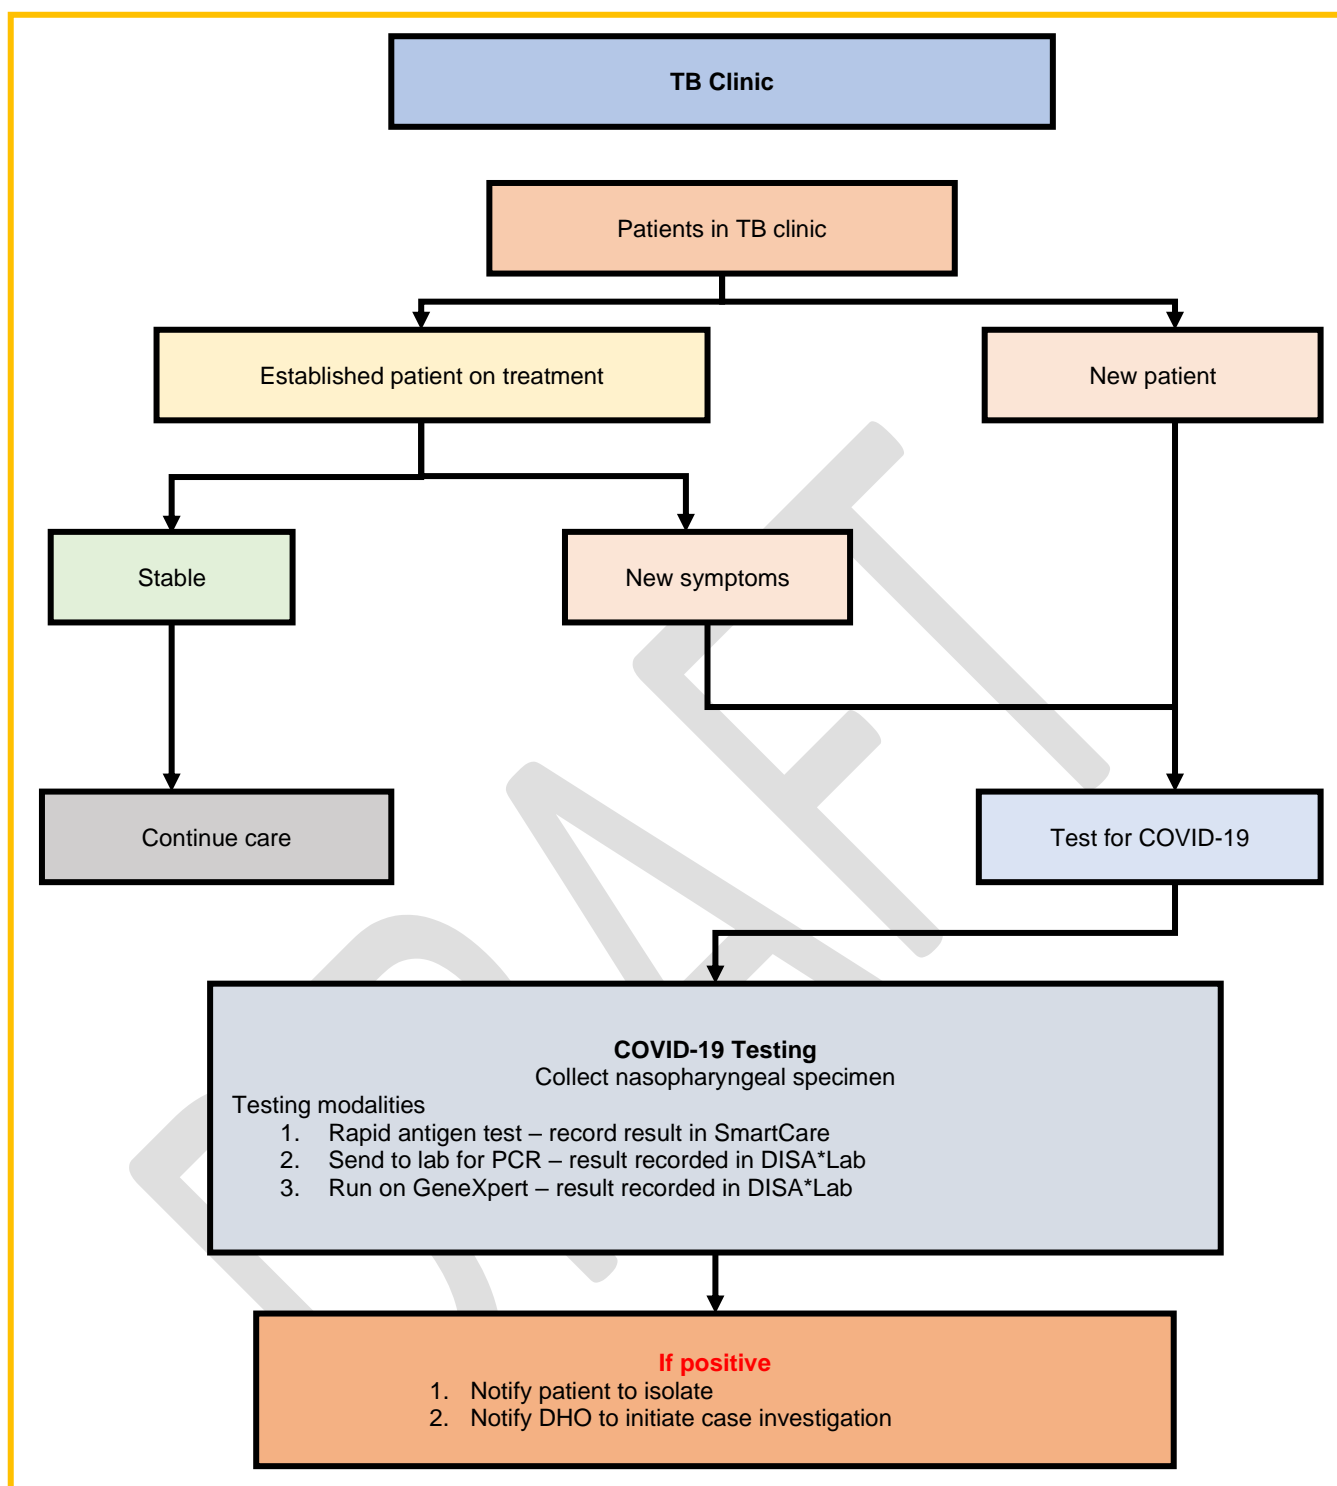 TB Clinic
Patients in TB clinic
Established patient on treatment
New patient
Stable
New symptoms
Continue care
Test for COVID-19
COVID-19 Testing
Collect nasopharyngeal specimen
Testing modalities
1. Rapid antigen test – record result in SmartCare
2. Send to lab for PCR – result recorded in DISA*Lab
3. Run on GeneXpert – result recorded in DISA*Lab
If positive
1. Notify patient to isolate
2. Notify DHO to initiate case investigation
DRAFT